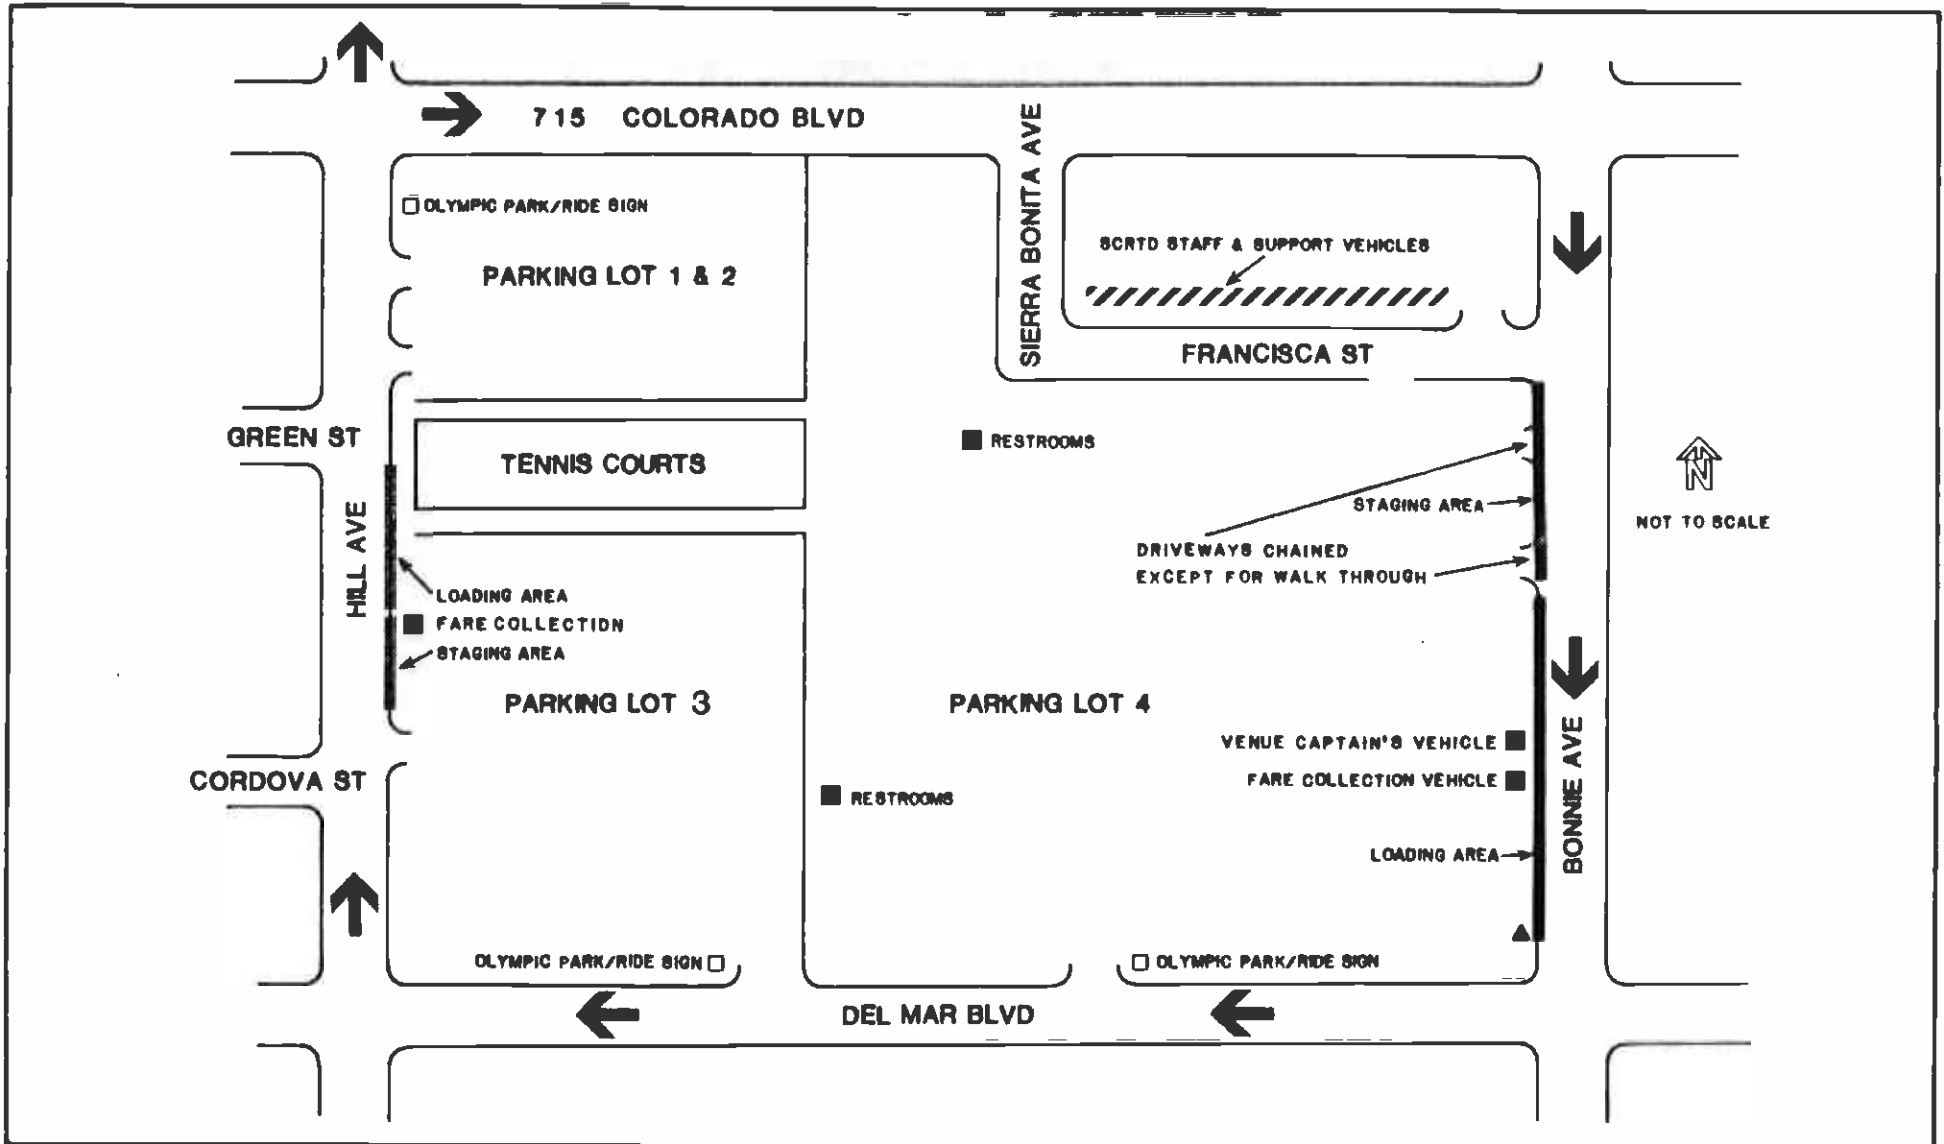 715 COLORADO BLVD
SIERRA BONITA AVE
OLYMPIC PARK/RIDE SIGN
SCRTD STAFF & SUPPORT VEHICLES
PARKING LOT 1 & 2
FRANCISCA ST
GREEN ST
RESTROOMS
TENNIS COURTS
N
STAGING AREA
NOT TO SCALE
HILL AVE
DRIVEWAYS CHAINED
EXCEPT FOR WALK THROUGH
LOADING AREA
FARE COLLECTION
STAGING AREA
PARKING LOT 3
PARKING LOT 4
VENUE CAPTAIN'S VEHICLE
CORDOVA ST
FARE COLLECTION VEHICLE
BONNIE AVE
RESTROOMS
LOADING AREA
OLYMPIC PARK/RIDE SIGN
OLYMPIC PARK/RIDE SIGN
DEL MAR BLVD